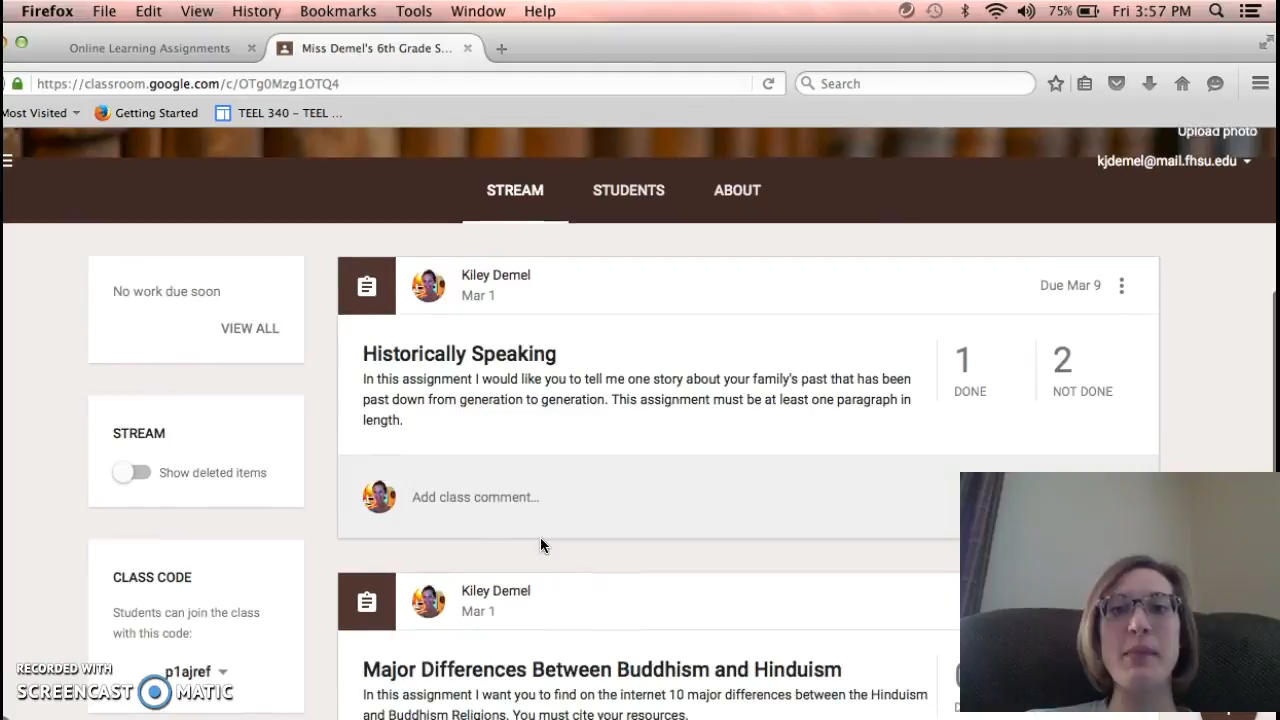 Firefox File Edit View History Bookmarks Tools Window Help 75% Fri 3:57 PM
Online Learning Assignments Miss Demel's 6th Grade S...
https://classroom.google.com/c/OTg0Mzg1OTQ4 Search
Most Visited Getting Started TEEL 340 – TEEL ...
Upload photo
kjdemel@mail.fhsu.edu
STREAM STUDENTS ABOUT
No work due soon
VIEW ALL
STREAM
Show deleted items
CLASS CODE
Students can join the class
with this code:
p1ajref
Kiley Demel
Mar 1
Due Mar 9
Historically Speaking
In this assignment I would like you to tell me one story about your family's past that has been
past down from generation to generation. This assignment must be at least one paragraph in
length.
1
DONE
2
NOT DONE
Add class comment...
Kiley Demel
Mar 1
Major Differences Between Buddhism and Hinduism
In this assignment I want you to find on the internet 10 major differences between the Hinduism
and Buddhism Religions. You must cite your resources.
RECORDED WITH
SCREENCAST MATIC